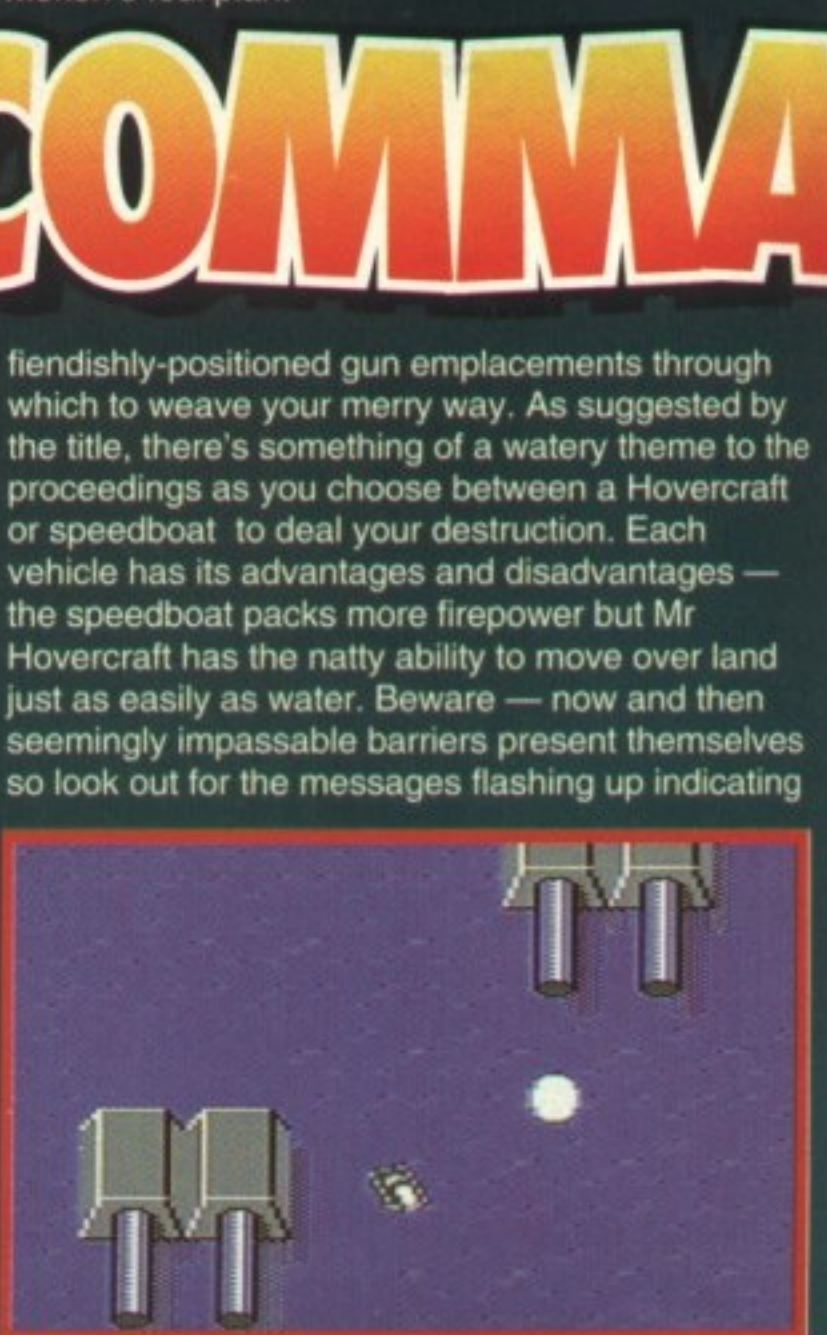 COMMA
fiendishly-positioned gun emplacements through
which to weave your merry way. As suggested by
the title, there's something of a watery theme to the
proceedings as you choose between a Hovercraft
or speedboat to deal your destruction. Each
vehicle has its advantages and disadvantages —
the speedboat packs more firepower but Mr
Hovercraft has the natty ability to move over land
just as easily as water. Beware — now and then
seemingly impassable barriers present themselves
so look out for the messages flashing up indicating